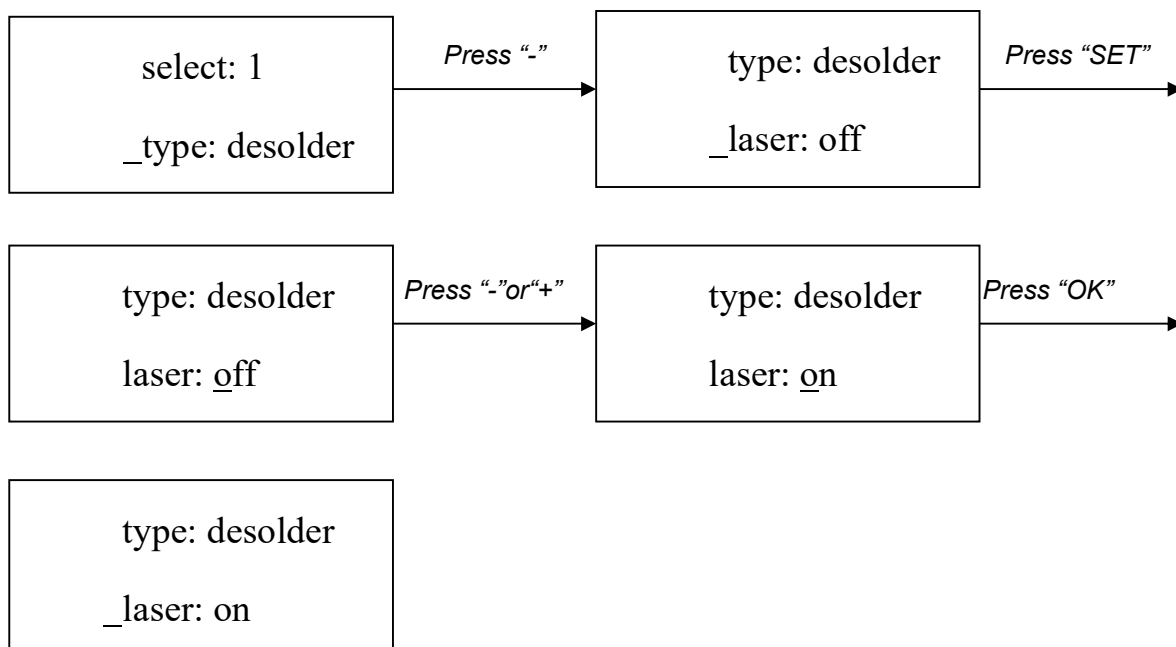 select: 1
_type: desolder
Press “-”
type: desolder
_laser: off
Press “SET”
type: desolder
laser: off
Press “-”or“+”
type: desolder
laser: on
Press “OK”
type: desolder
_laser: on